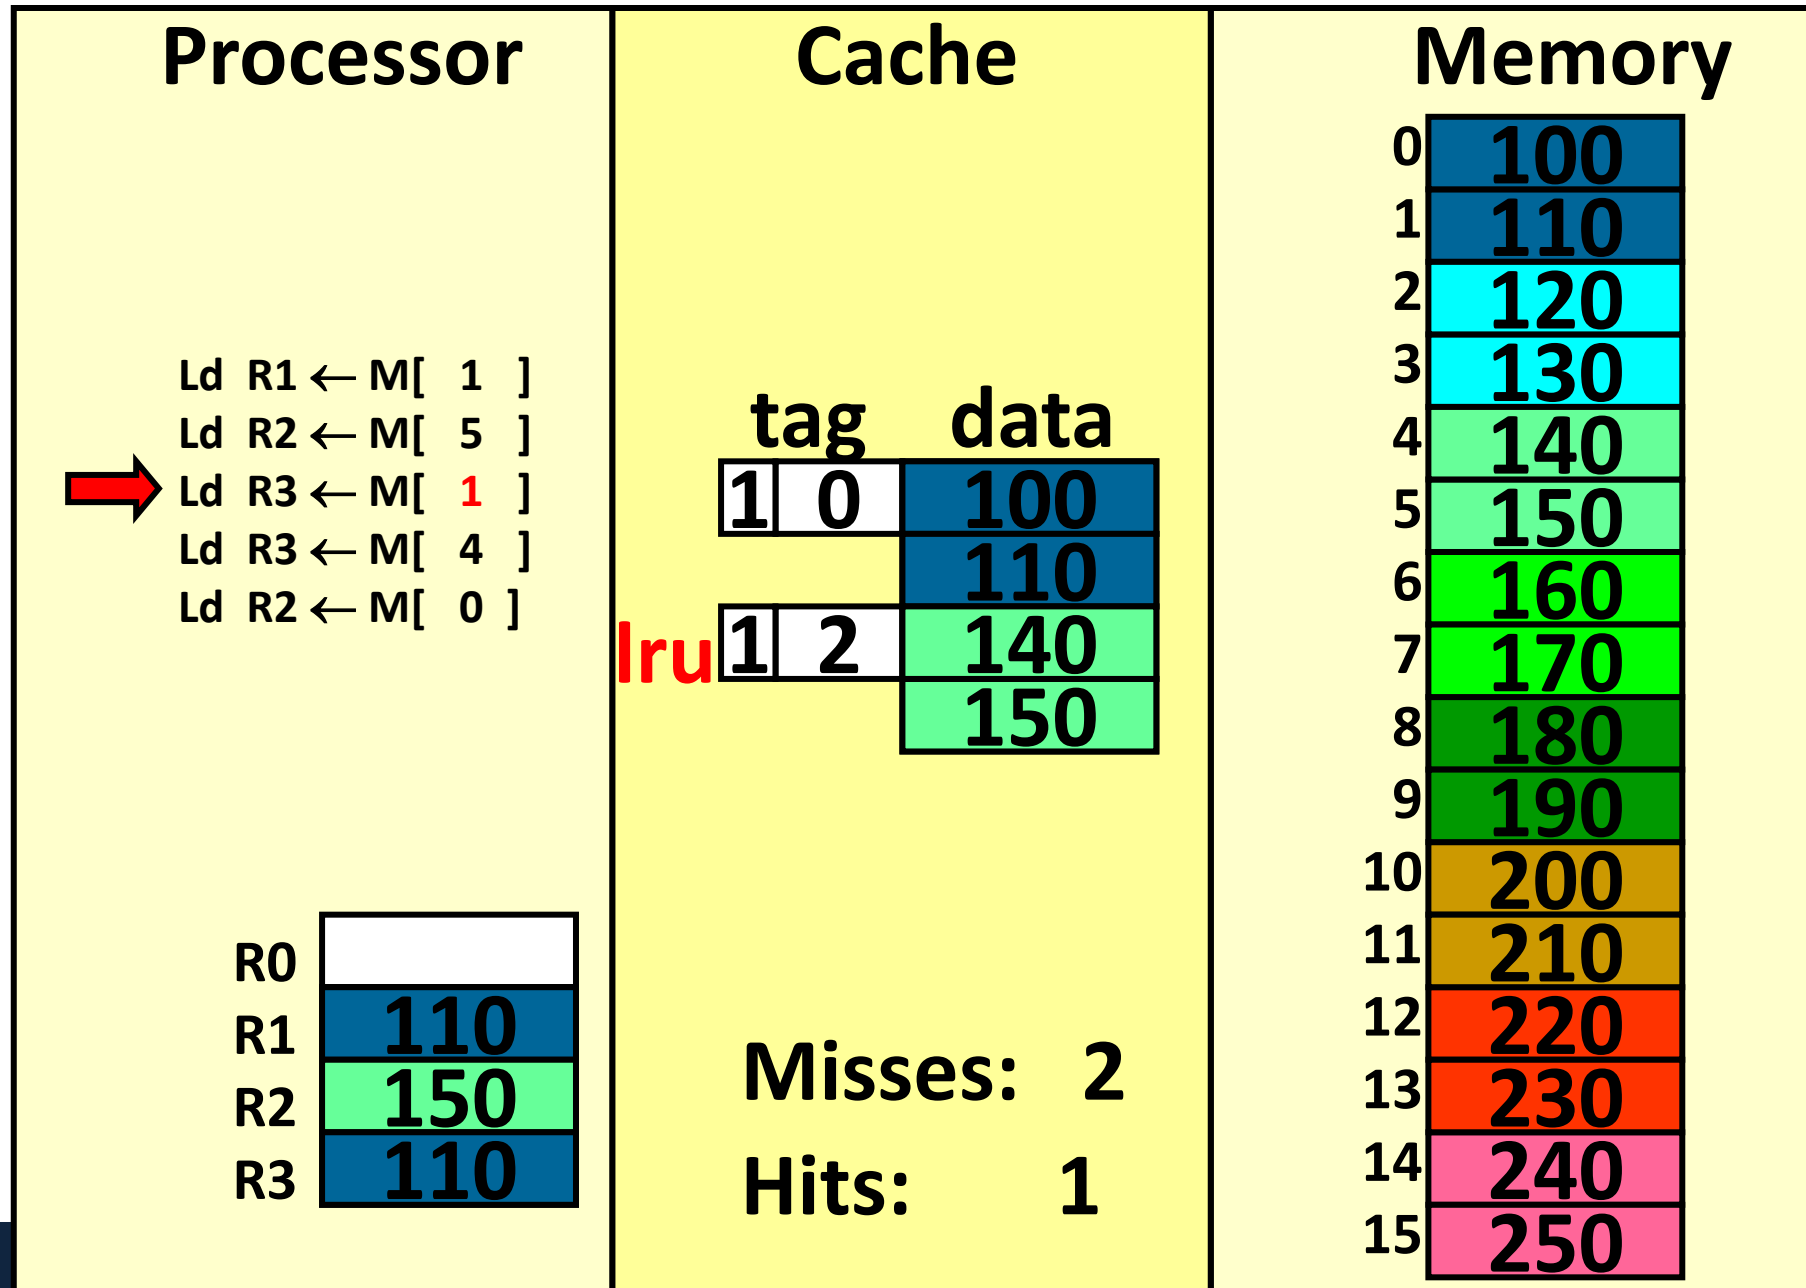 Processor
Ld R1 ← M[ 1 ]
Ld R2 ← M[ 5 ]
Ld R3 ← M[ 1 ]
Ld R3 ← M[ 4 ]
Ld R2 ← M[ 0 ]
R0
R1 110
R2 150
R3 110
Cache
tag data
1 0 100
110
lru 1 2 140
150
Misses: 2
Hits: 1
Memory
0 100
1 110
2 120
3 130
4 140
5 150
6 160
7 170
8 180
9 190
10 200
11 210
12 220
13 230
14 240
15 250